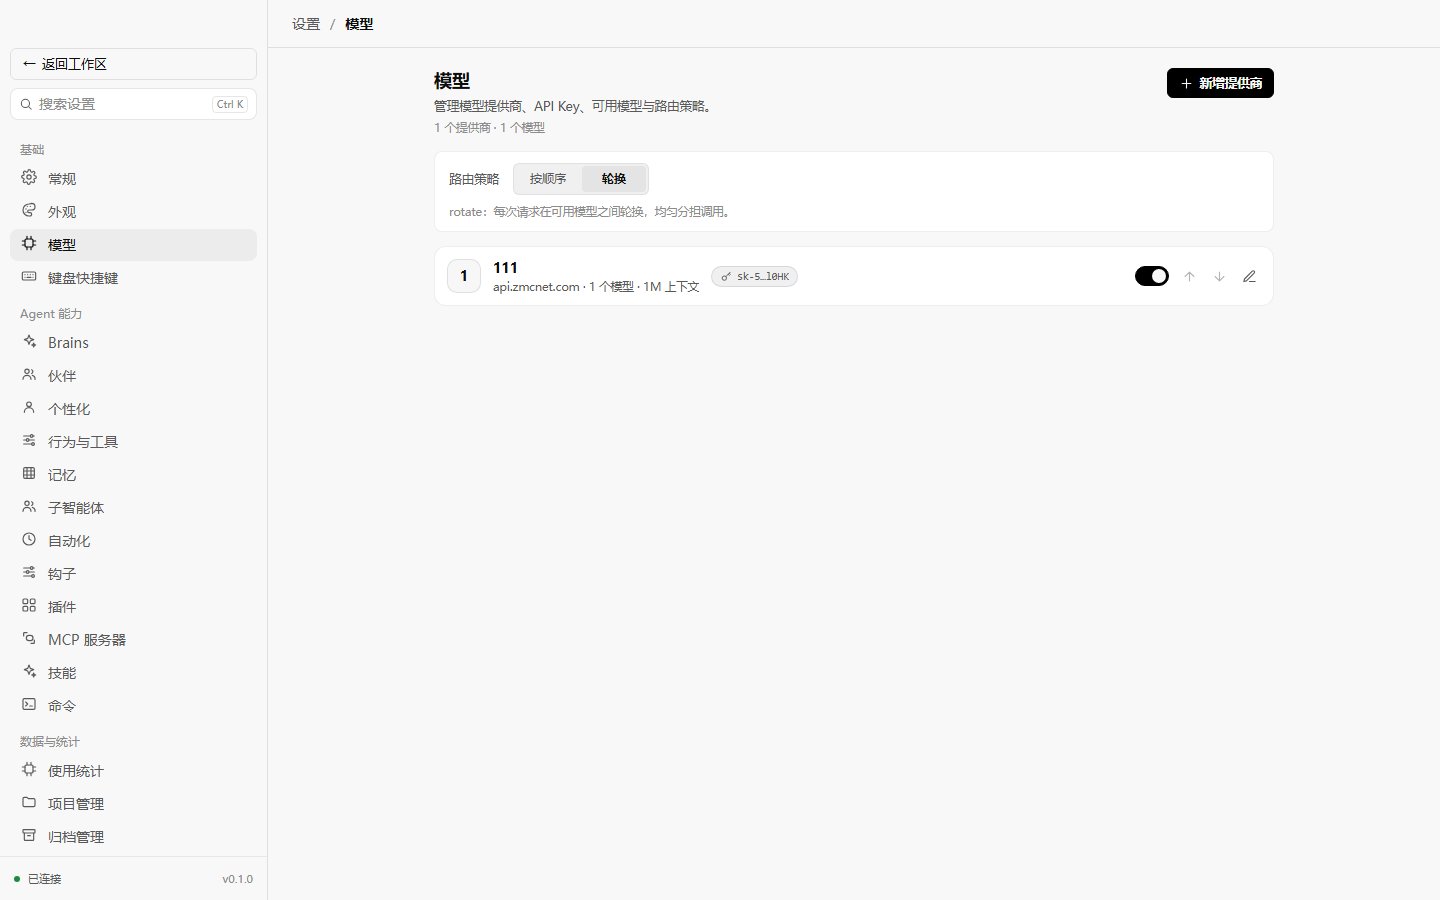 ← 返回工作区
搜索设置 Ctrl K
基础
常规
外观
模型
键盘快捷键
Agent 能力
Brains
伙伴
个性化
行为与工具
记忆
子智能体
自动化
钩子
插件
MCP 服务器
技能
命令
数据与统计
使用统计
项目管理
归档管理
已连接 v0.1.0
设置 / 模型
模型
管理模型提供商、API Key、可用模型与路由策略。
1 个提供商 · 1 个模型
+ 新增提供商
路由策略 按顺序 轮换
rotate：每次请求在可用模型之间轮换，均匀分担调用。
1
111
api.zmcnet.com · 1 个模型 · 1M 上下文
sk-5…l0HK